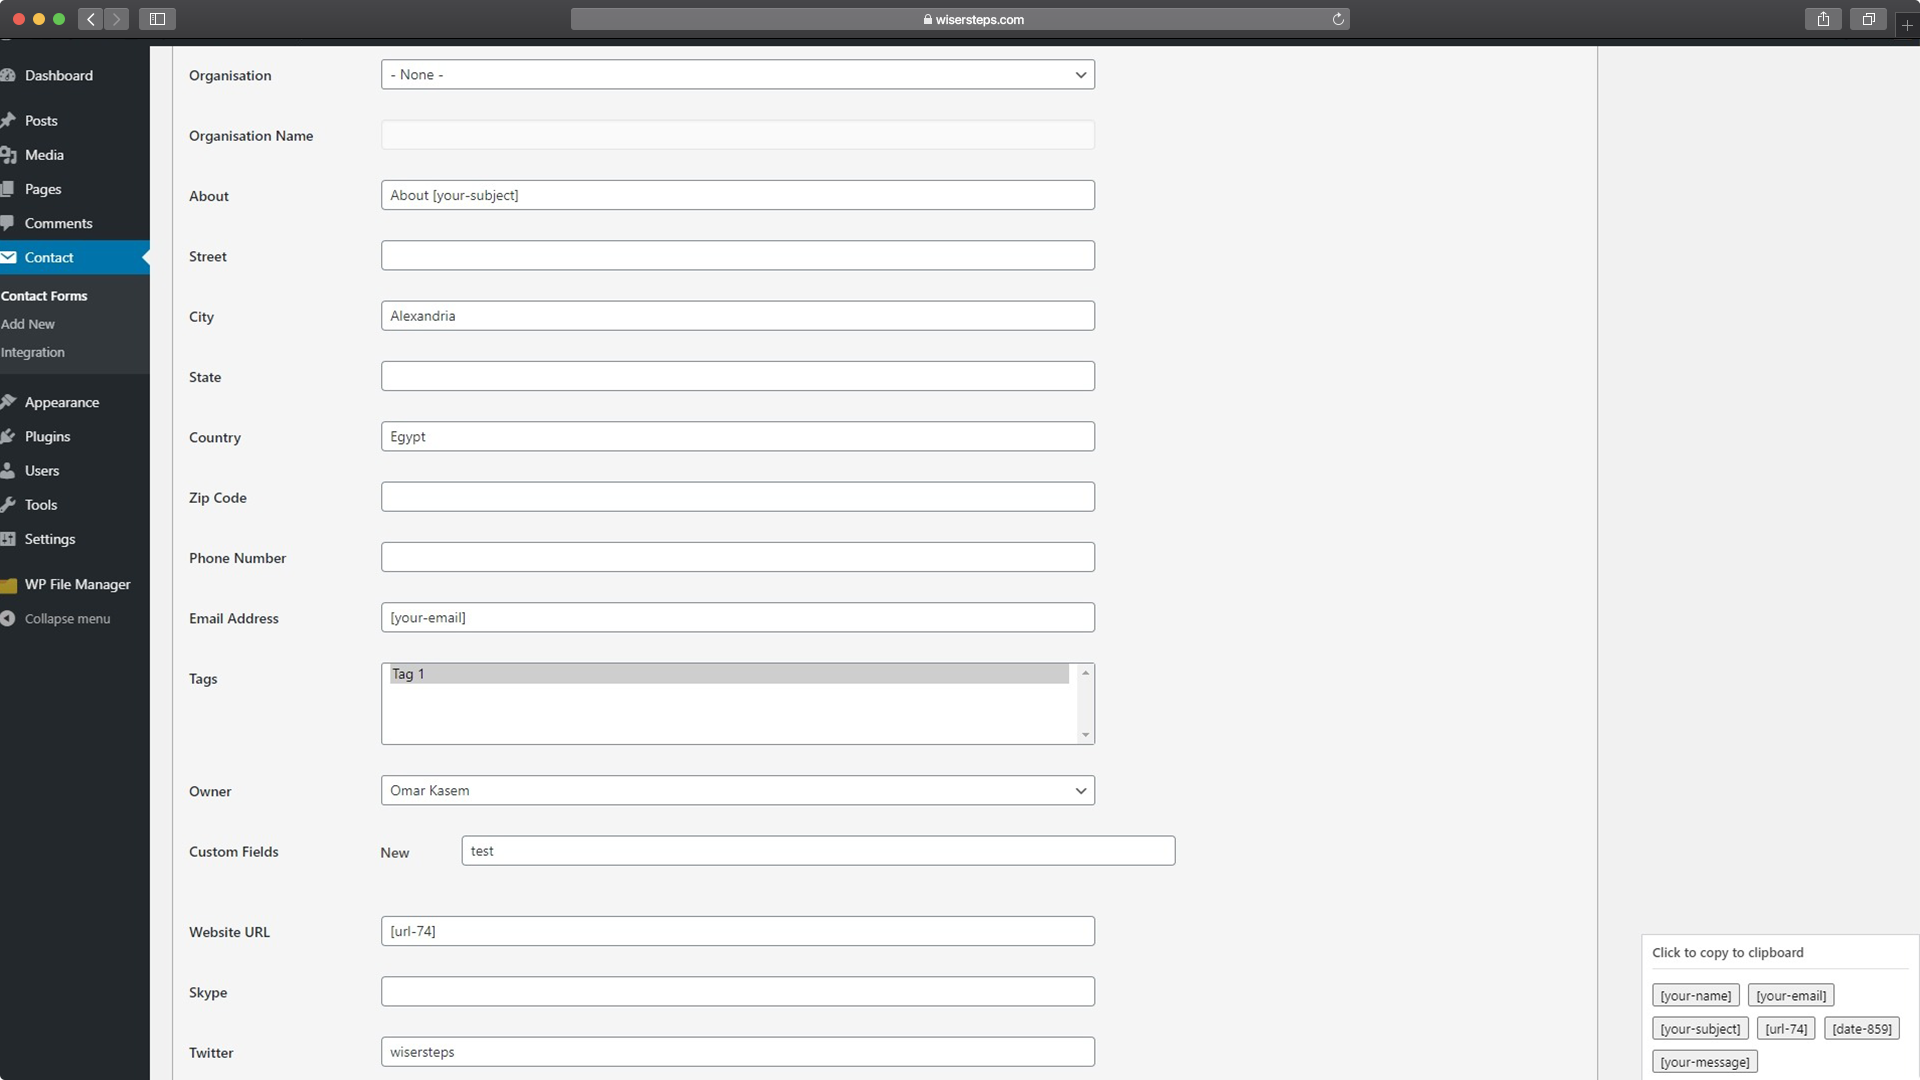 wisersteps.com
Dashboard
Posts
Media
Pages
Comments
Contact
Contact Forms
Add New
Integration
Appearance
Plugins
Users
Tools
Settings
WP File Manager
Collapse menu
Organisation - None -
Organisation Name
About About [your-subject]
Street
City Alexandria
State
Country Egypt
Zip Code
Phone Number
Email Address [your-email]
Tags Tag 1
Owner Omar Kasem
Custom Fields New test
Website URL [url-74]
Skype
Twitter wisersteps
Click to copy to clipboard
[your-name] [your-email]
[your-subject] [url-74] [date-859]
[your-message]